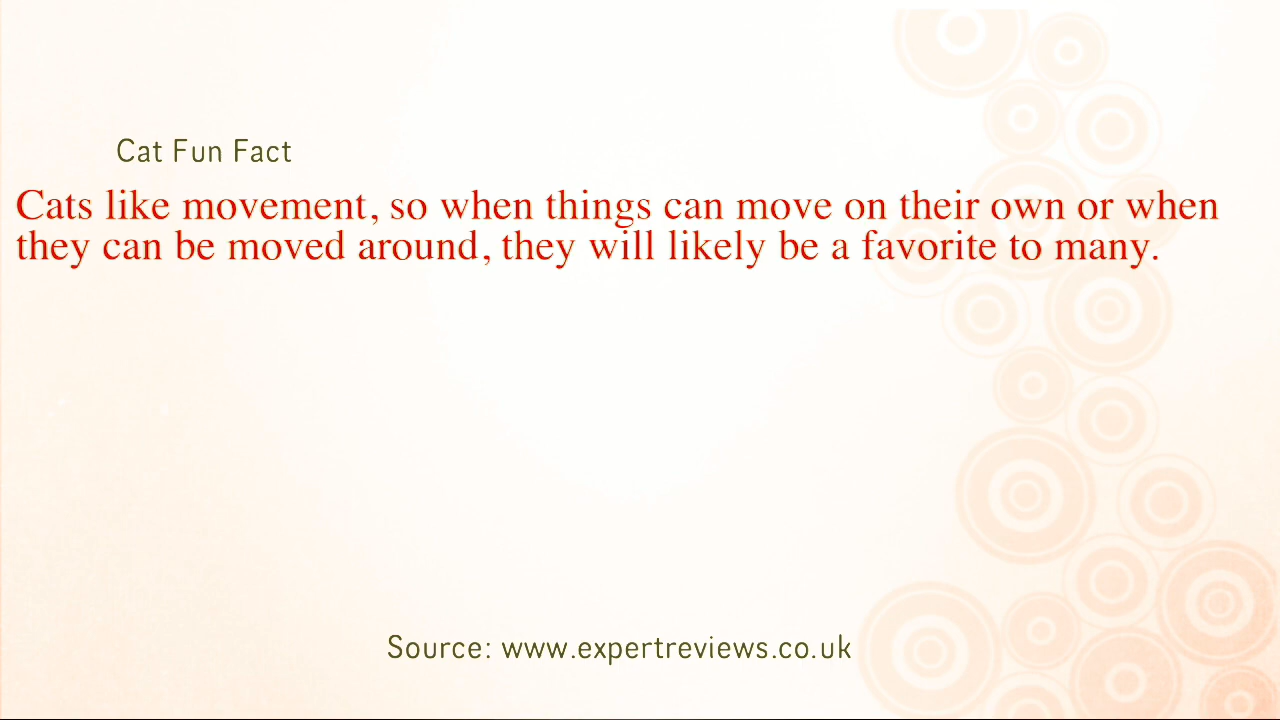 Cat Fun Fact
Cats like movement, so when things can move on their own or when
they can be moved around, they will likely be a favorite to many.
Source: www.expertreviews.co.uk